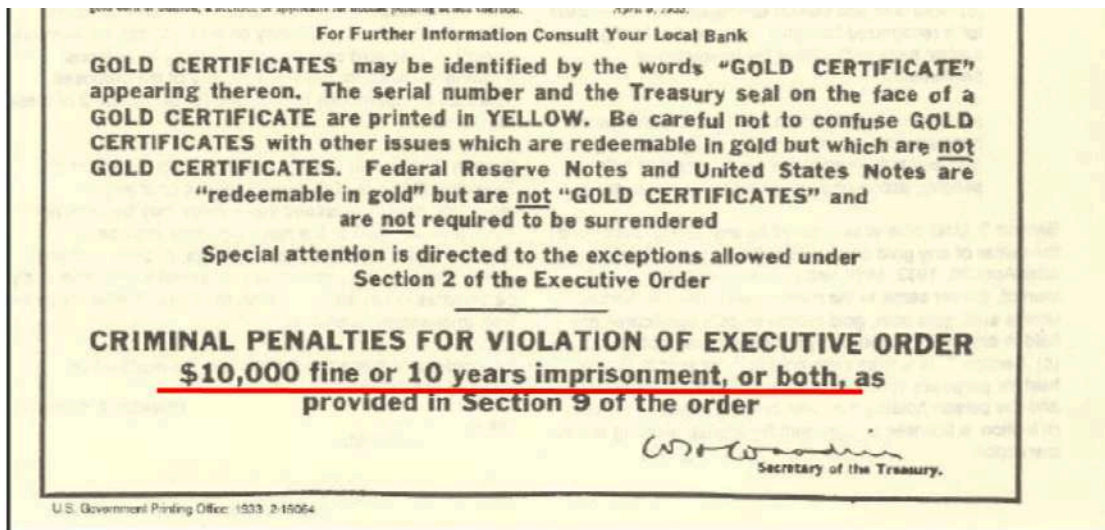 April 5, 1933.
For Further Information Consult Your Local Bank
GOLD CERTIFICATES may be identified by the words "GOLD CERTIFICATE"
appearing thereon. The serial number and the Treasury seal on the face of a
GOLD CERTIFICATE are printed in YELLOW. Be careful not to confuse GOLD
CERTIFICATES with other issues which are redeemable in gold but which are not
GOLD CERTIFICATES. Federal Reserve Notes and United States Notes are
"redeemable in gold" but are not "GOLD CERTIFICATES" and
are not required to be surrendered
Special attention is directed to the exceptions allowed under
Section 2 of the Executive Order
CRIMINAL PENALTIES FOR VIOLATION OF EXECUTIVE ORDER
$10,000 fine or 10 years imprisonment, or both, as
provided in Section 9 of the order
Secretary of the Treasury.
U.S. Government Printing Office 1933 2-16064